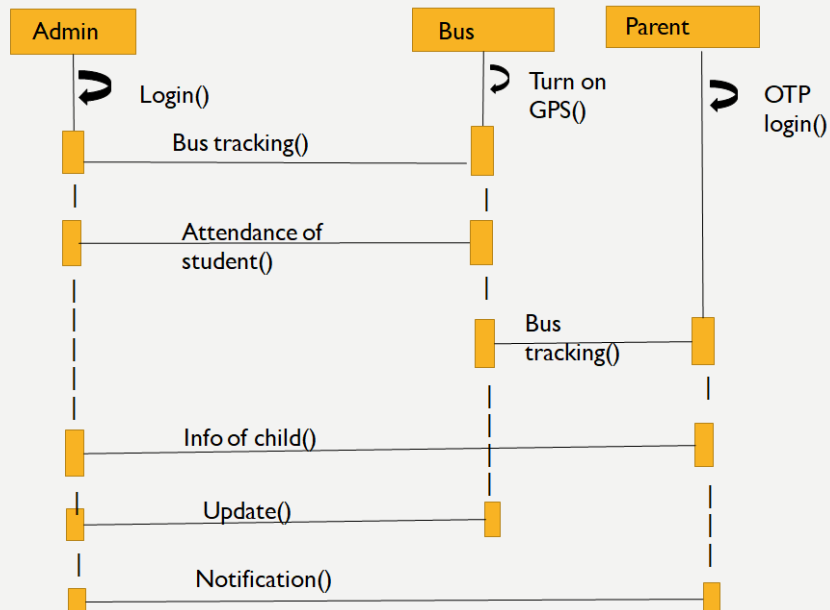 Admin
Bus
Parent
Login()
Turn on
GPS()
OTP
login()
Bus tracking()
Attendance of
student()
Bus
tracking()
Info of child()
Update()
Notification()